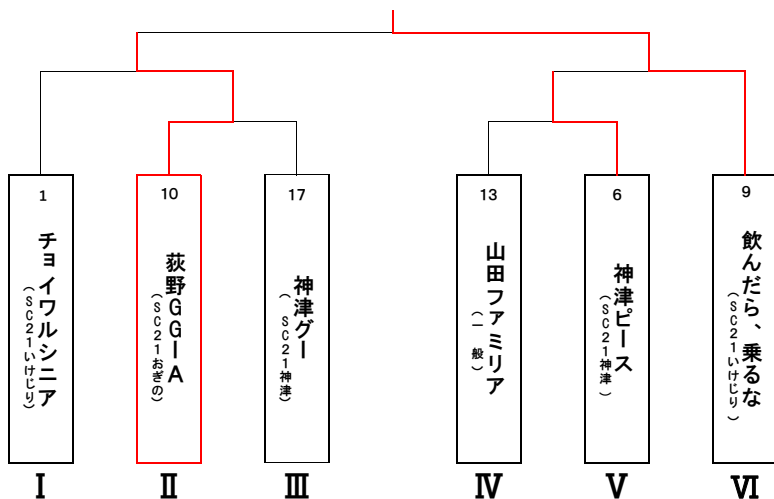 1
チョイワルシニア
(SC21いけじり)
Ⅰ
10
荻野GGーA
(SC21おぎの)
Ⅱ
17
神津グー
( SC21神津)
Ⅲ
13
山田ファミリア
(一 般)
Ⅳ
6
神津ピース
(SC21神津 )
Ⅴ
9
飲んだら、乗るな
(SC21いけじり )
Ⅵ